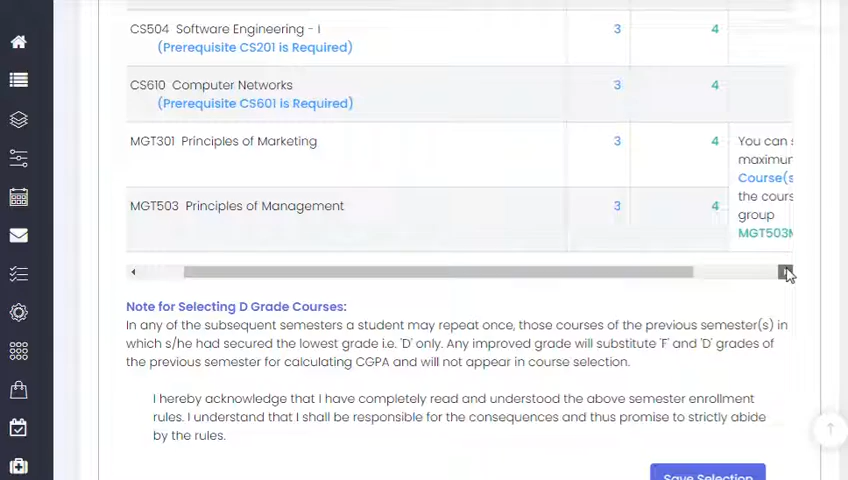 CS504 Software Engineering - I 3 4
(Prerequisite CS201 is Required)
CS610 Computer Networks 3 4
(Prerequisite CS601 is Required)
MGT301 Principles of Marketing 3 4 You can
maximum
Course(s
the cours
MGT503 Principles of Management 3 4 group
MGT503
Note for Selecting D Grade Courses:
In any of the subsequent semesters a student may repeat once, those courses of the previous semester(s) in
which s/he had secured the lowest grade i.e. 'D' only. Any improved grade will substitute 'F' and 'D' grades of
the previous semester for calculating CGPA and will not appear in course selection.
I hereby acknowledge that I have completely read and understood the above semester enrollment
rules. I understand that I shall be responsible for the consequences and thus promise to strictly abide
by the rules.
Save Selection